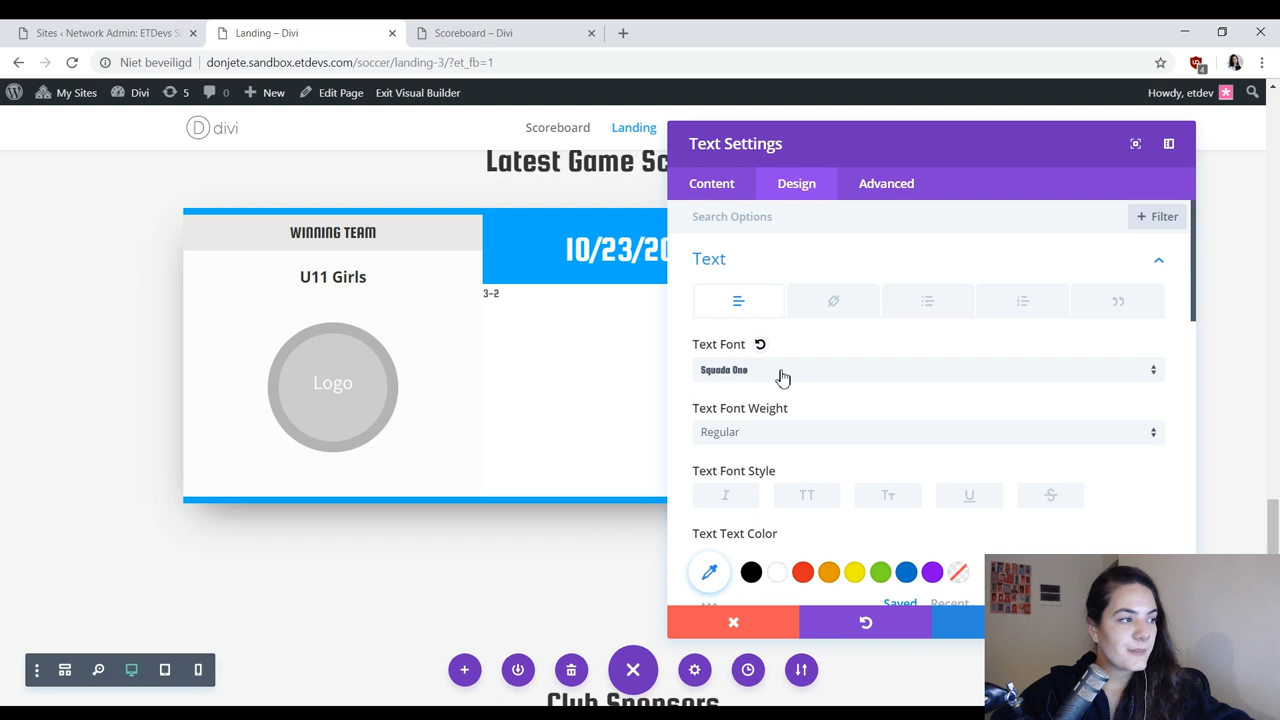 Sites ‹ Network Admin: ETDevs S
Landing – Divi
Scoreboard – Divi
Niet beveiligd
donjete.sandbox.etdevs.com/soccer/landing-3/?et_fb=1
4
My Sites
Divi
5
0
New
Edit Page
Exit Visual Builder
Howdy, etdev
D divi
Scoreboard
Landing
Latest Game Sc
WINNING TEAM
10/23/20
U11 Girls
3-2
Logo
Text Settings
Content
Design
Advanced
Search Options
+ Filter
Text
Text Font
Squada One
Text Font Weight
Regular
Text Font Style
I
TT
Tт
U
S
Text Text Color
Saved
Recent
Club Sponsors